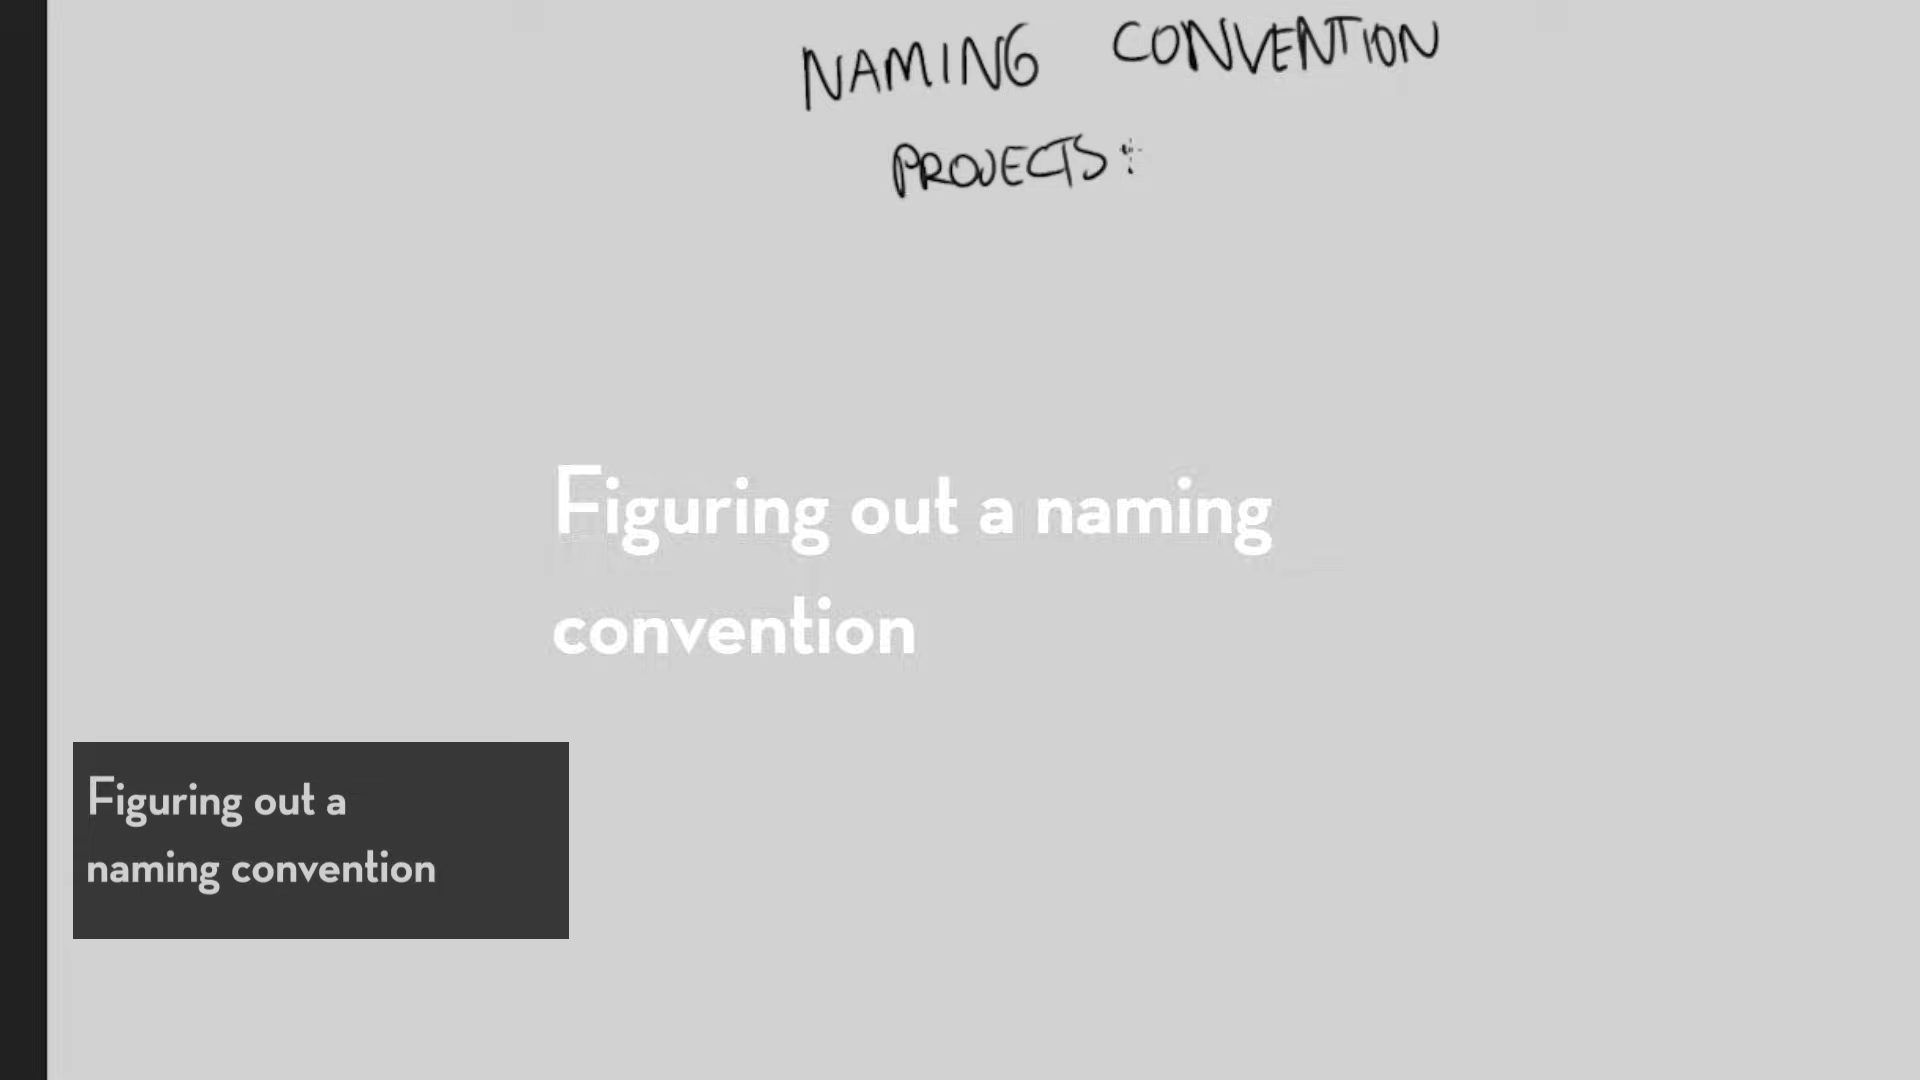 NAMING CONVENTION
PROJECTS:
Figuring out a naming
convention
Figuring out a
naming convention